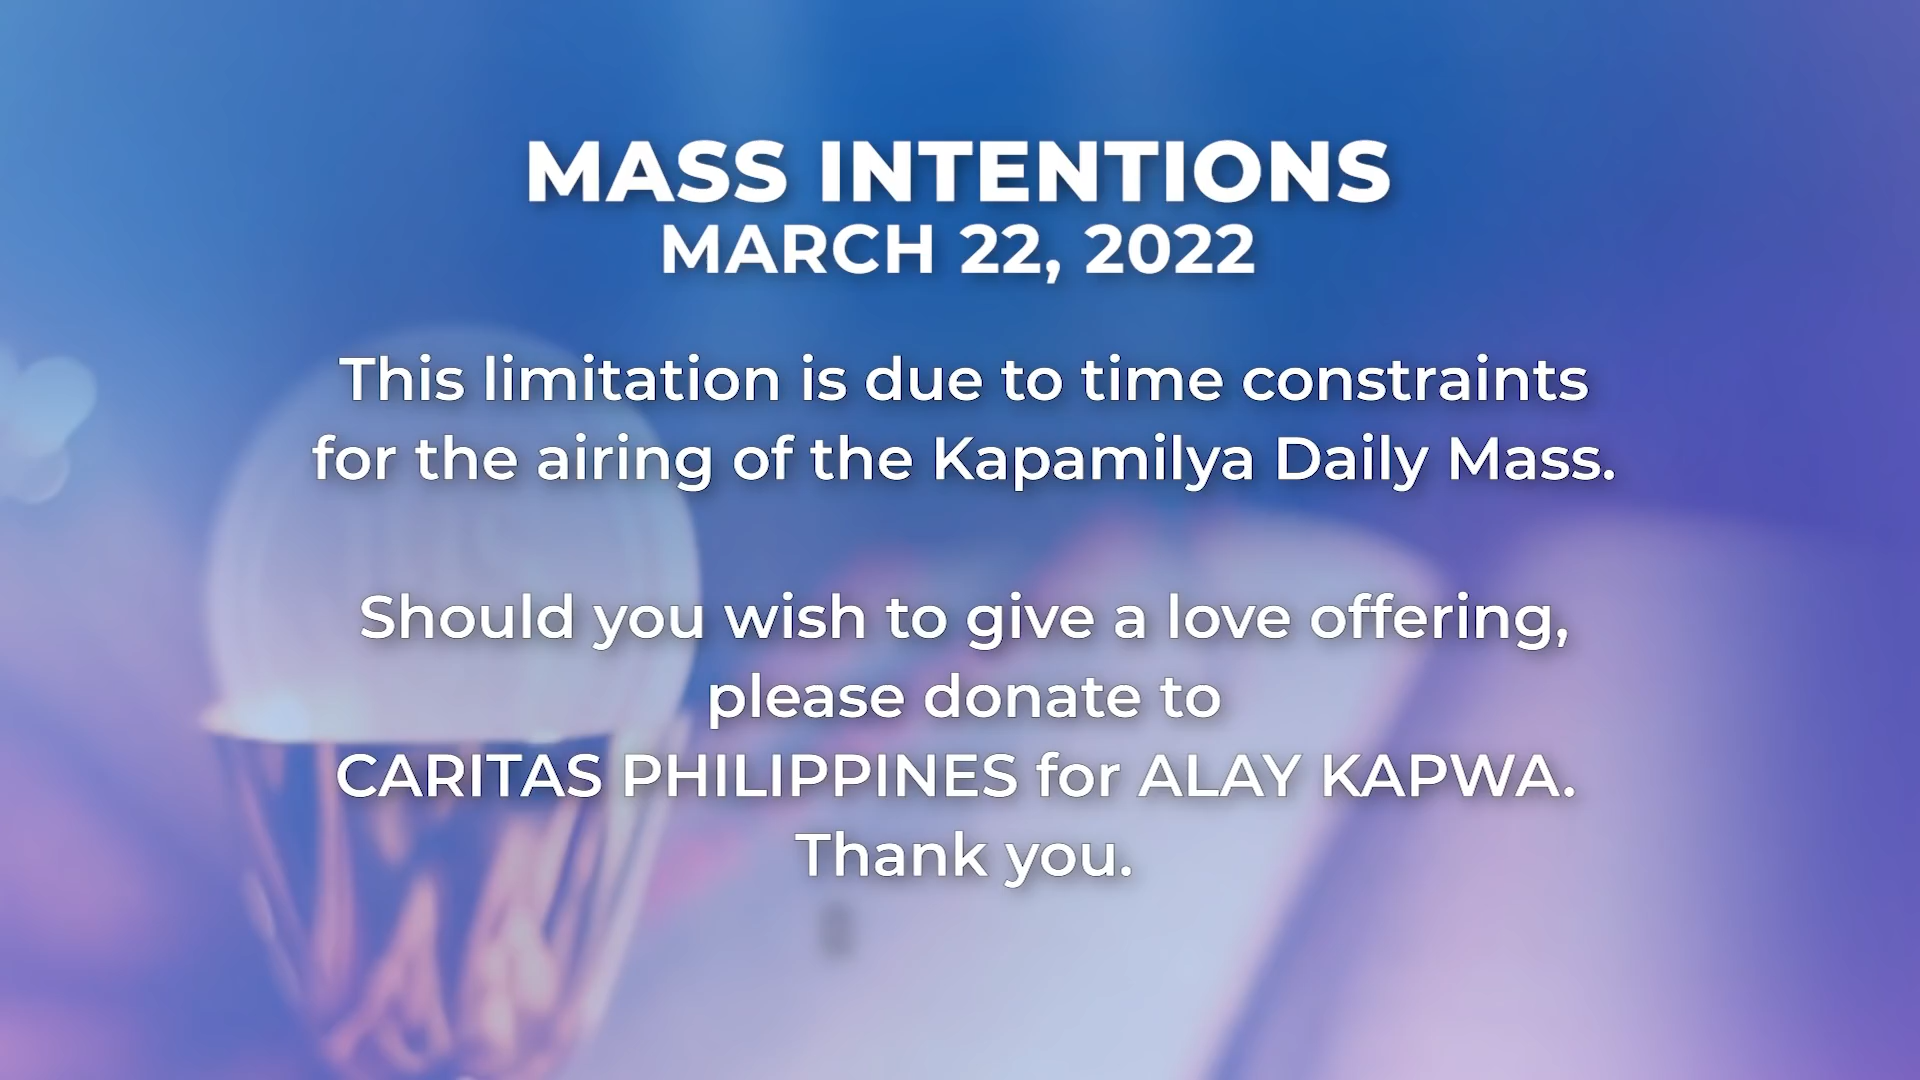 MASS INTENTIONS
MARCH 22, 2022
This limitation is due to time constraints
for the airing of the Kapamilya Daily Mass.
Should you wish to give a love offering,
please donate to
CARITAS PHILIPPINES for ALAY KAPWA.
Thank you.